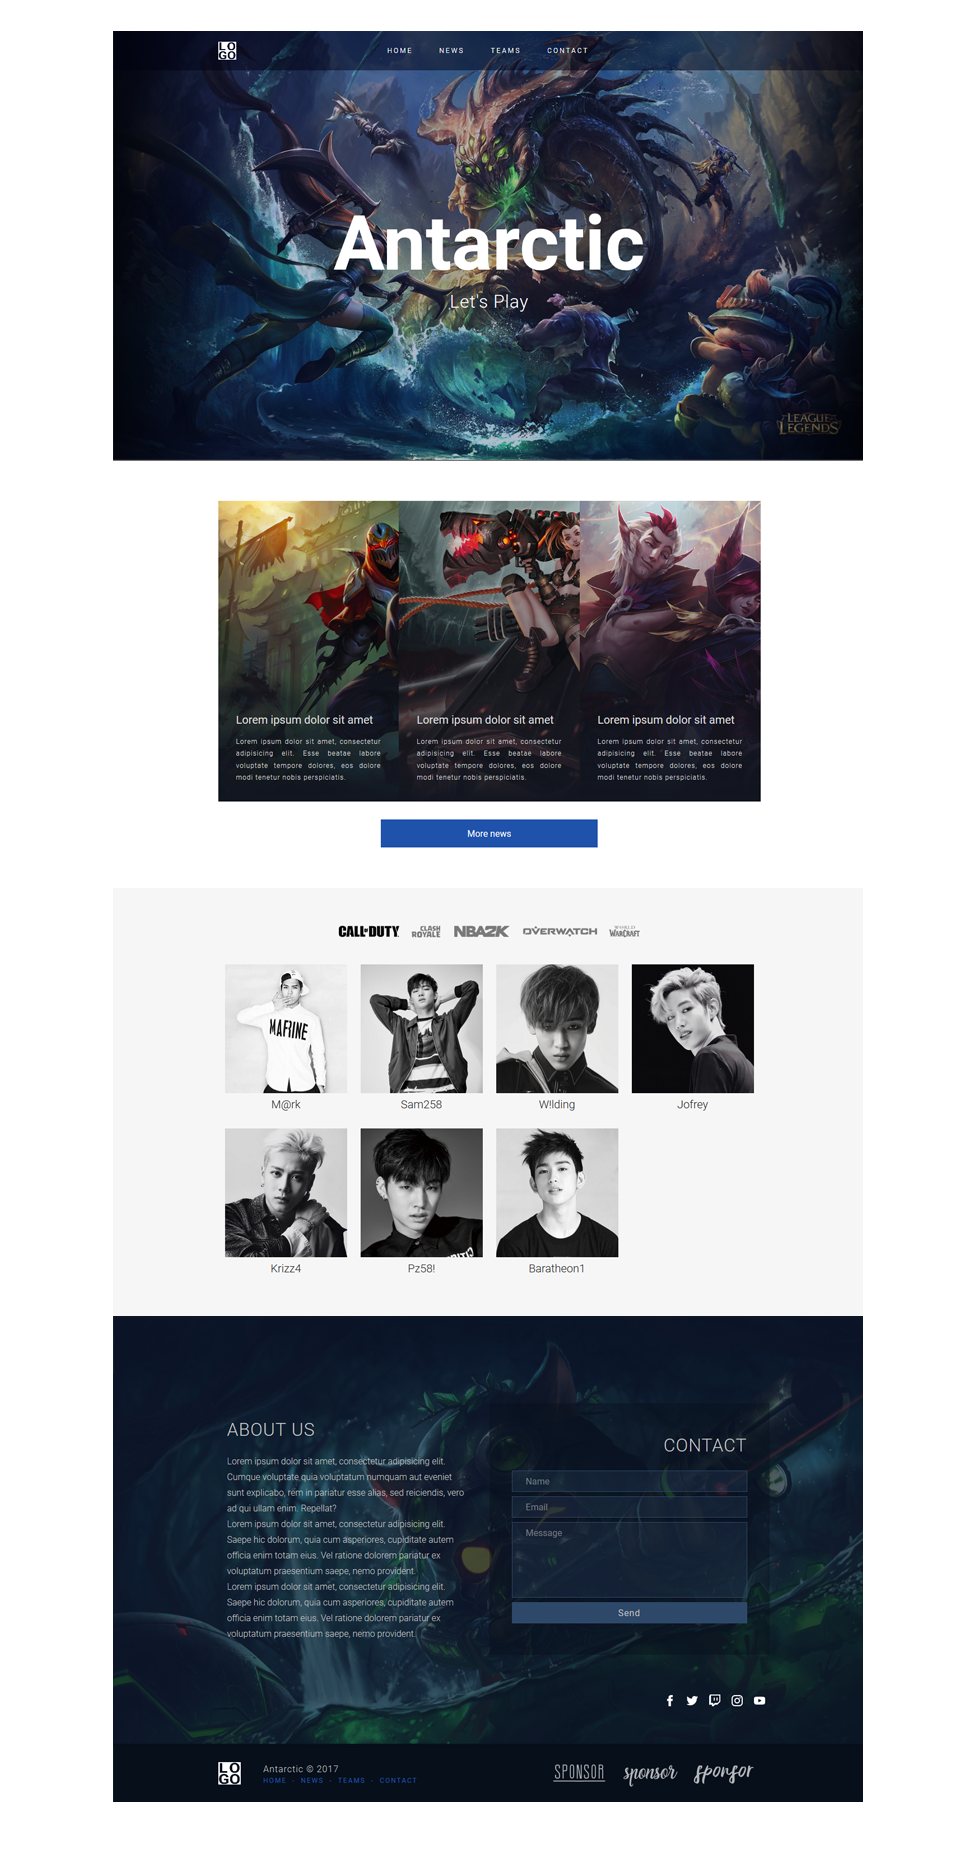 LO
GO
HOME NEWS TEAMS CONTACT
Antarctic
Let's Play
LEAGUE
OF
LEGENDS
Lorem ipsum dolor sit amet
Lorem ipsum dolor sit amet, consectetur
adipisicing elit. Esse beatae labore
voluptate tempore dolores, eos dolore
modi tenetur nobis perspiciatis.
Lorem ipsum dolor sit amet
Lorem ipsum dolor sit amet, consectetur
adipisicing elit. Esse beatae labore
voluptate tempore dolores, eos dolore
modi tenetur nobis perspiciatis.
Lorem ipsum dolor sit amet
Lorem ipsum dolor sit amet, consectetur
adipisicing elit. Esse beatae labore
voluptate tempore dolores, eos dolore
modi tenetur nobis perspiciatis.
More news
CALL OF DUTY
CLASH
ROYALE
NBA2K
OVERWATCH
WORLD
WARCRAFT
MARINE
M@rk
Sam258
W!lding
Jofrey
Krizz4
Pz58!
Baratheon1
ABOUT US
Lorem ipsum dolor sit amet, consectetur adipisicing elit.
Cumque voluptate quia voluptatum numquam aut eveniet
sunt explicabo, rem in pariatur esse alias, sed reiciendis, vero
ad qui ullam enim. Repellat?
Lorem ipsum dolor sit amet, consectetur adipisicing elit.
Saepe hic dolorum, quia cum asperiores, cupiditate autem
officia enim totam eius. Vel ratione dolorem pariatur ex
voluptatum praesentium saepe, nemo provident.
Lorem ipsum dolor sit amet, consectetur adipisicing elit.
Saepe hic dolorum, quia cum asperiores, cupiditate autem
officia enim totam eius. Vel ratione dolorem pariatur ex
voluptatum praesentium saepe, nemo provident.
CONTACT
Name
Email
Message
Send
LO
GO
Antarctic © 2017
HOME - NEWS - TEAMS - CONTACT
SPONSOR
sponsor
sponsor